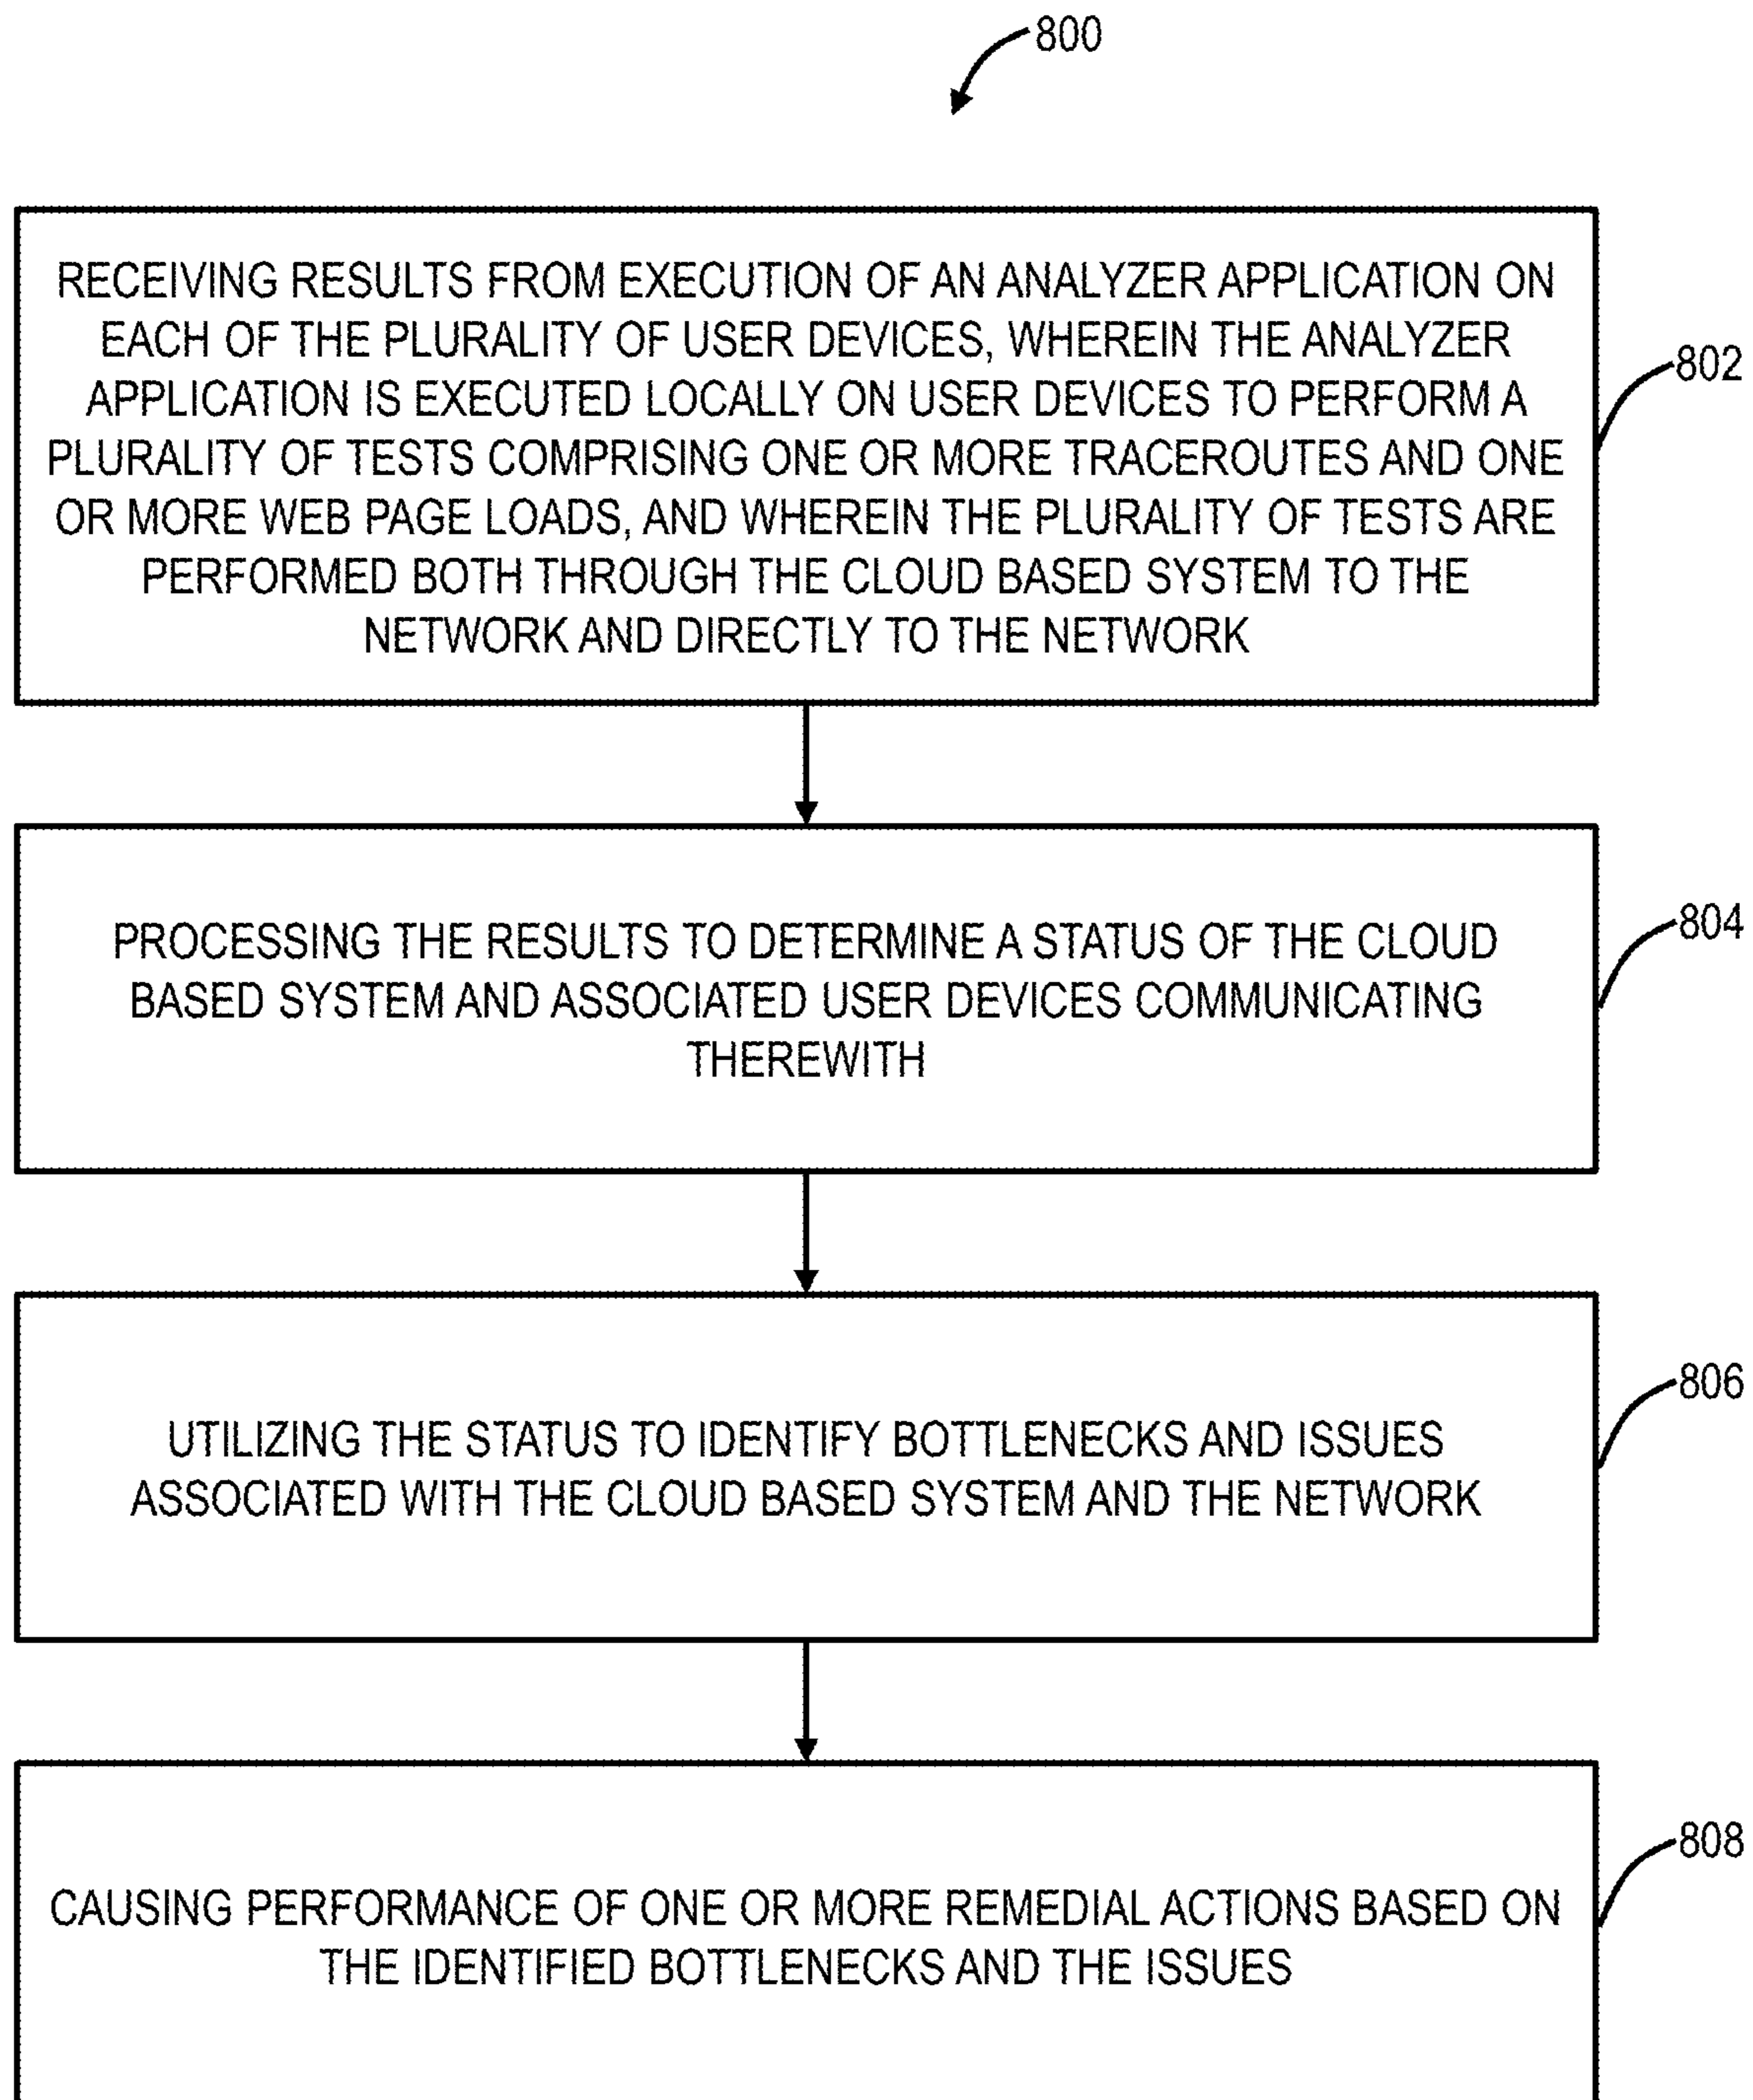 800
RECEIVING RESULTS FROM EXECUTION OF AN ANALYZER APPLICATION ON
EACH OF THE PLURALITY OF USER DEVICES, WHEREIN THE ANALYZER
APPLICATION IS EXECUTED LOCALLY ON USER DEVICES TO PERFORM A
PLURALITY OF TESTS COMPRISING ONE OR MORE TRACEROUTES AND ONE
OR MORE WEB PAGE LOADS, AND WHEREIN THE PLURALITY OF TESTS ARE
PERFORMED BOTH THROUGH THE CLOUD BASED SYSTEM TO THE
NETWORK AND DIRECTLY TO THE NETWORK
802
PROCESSING THE RESULTS TO DETERMINE A STATUS OF THE CLOUD
BASED SYSTEM AND ASSOCIATED USER DEVICES COMMUNICATING
THEREWITH
804
UTILIZING THE STATUS TO IDENTIFY BOTTLENECKS AND ISSUES
ASSOCIATED WITH THE CLOUD BASED SYSTEM AND THE NETWORK
806
CAUSING PERFORMANCE OF ONE OR MORE REMEDIAL ACTIONS BASED ON
THE IDENTIFIED BOTTLENECKS AND THE ISSUES
808